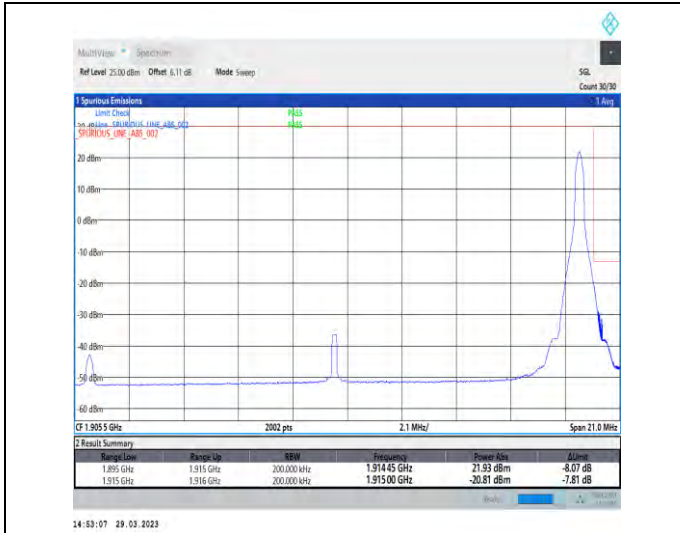 MultiView Spectrum
Ref Level 25.00 dBm Offset 6.11 dB Mode Sweep SGL
Count 30/30
1 Spurious Emissions 1 Avg
Limit Check PASS
Line SPURIOUS_LINE_ABS_002 PASS
SPURIOUS_LINE_ABS_002
20 dBm
10 dBm
0 dBm
-10 dBm
-20 dBm
-30 dBm
-40 dBm
-50 dBm
-60 dBm
CF 1.905 5 GHz 2002 pts 2.1 MHz/ Span 21.0 MHz
2 Result Summary
Range Low Range Up RBW Frequency Power Abs ΔLimit
1.895 GHz 1.915 GHz 200.000 kHz 1.914 45 GHz 21.93 dBm -8.07 dB
1.915 GHz 1.916 GHz 200.000 kHz 1.915 00 GHz -20.81 dBm -7.81 dB
14:53:07 29.03.2023